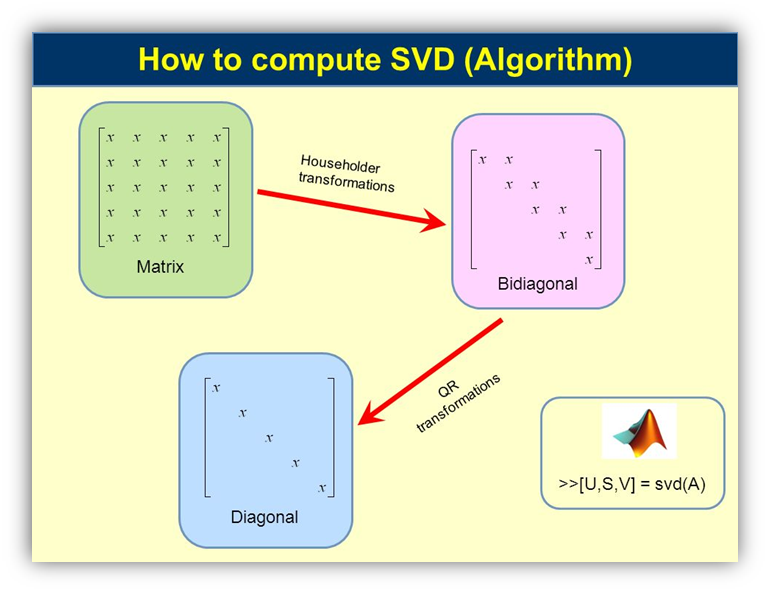 How to compute SVD (Algorithm)
x x x x x
x x x x x
x x x x x
x x x x x
x x x x x
Matrix
Householder
transformations
x x
x x
x x
x x
x
Bidiagonal
QR
transformations
x
x
x
x
x
Diagonal
>>[U,S,V] = svd(A)